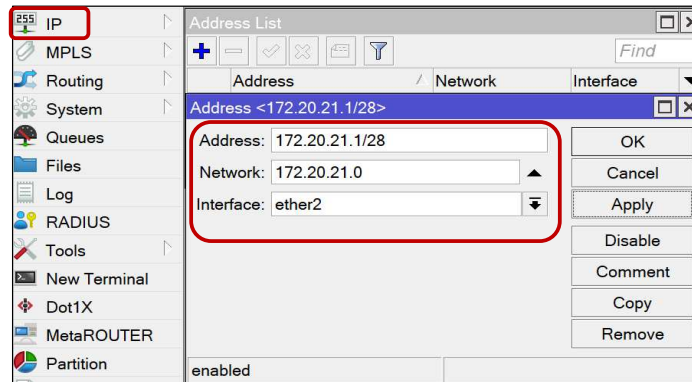 255
IP
MPLS
Routing
System
Queues
Files
Log
RADIUS
Tools
New Terminal
Dot1X
MetaROUTER
Partition
Address List
Find
Address Network Interface
Address <172.20.21.1/28>
Address: 172.20.21.1/28
Network: 172.20.21.0
Interface: ether2
OK
Cancel
Apply
Disable
Comment
Copy
Remove
enabled